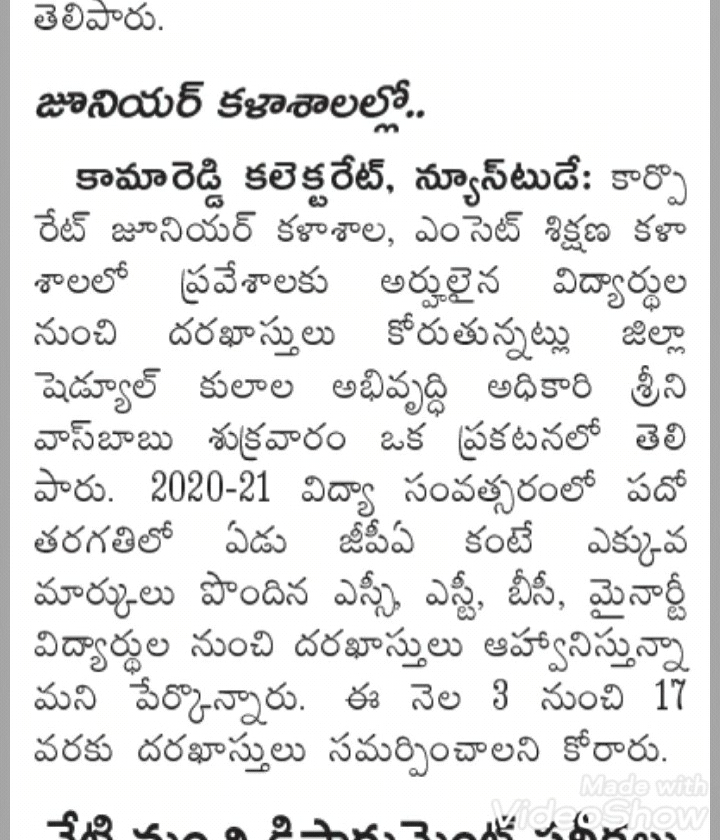 తెలిపారు.
జూనియర్ కళాశాలల్లో..
కామారెడ్డి కలెక్టరేట్, న్యూస్‌టుడే: కార్పొ
రేట్ జూనియర్ కళాశాల, ఎంసెట్ శిక్షణ కళా
శాలలో ప్రవేశాలకు అర్హులైన విద్యార్థుల
నుంచి దరఖాస్తులు కోరుతున్నట్లు జిల్లా
షెడ్యూల్ కులాల అభివృద్ధి అధికారి శ్రీని
వాస్‌బాబు శుక్రవారం ఒక ప్రకటనలో తెలి
పారు. 2020-21 విద్యా సంవత్సరంలో పదో
తరగతిలో ఏడు జీపీఏ కంటే ఎక్కువ
మార్కులు పొందిన ఎస్సీ, ఎస్టీ, బీసీ, మైనార్టీ
విద్యార్థుల నుంచి దరఖాస్తులు ఆహ్వానిస్తున్నా
మని పేర్కొన్నారు. ఈ నెల 3 నుంచి 17
వరకు దరఖాస్తులు సమర్పించాలని కోరారు.
Made with
VideoShow